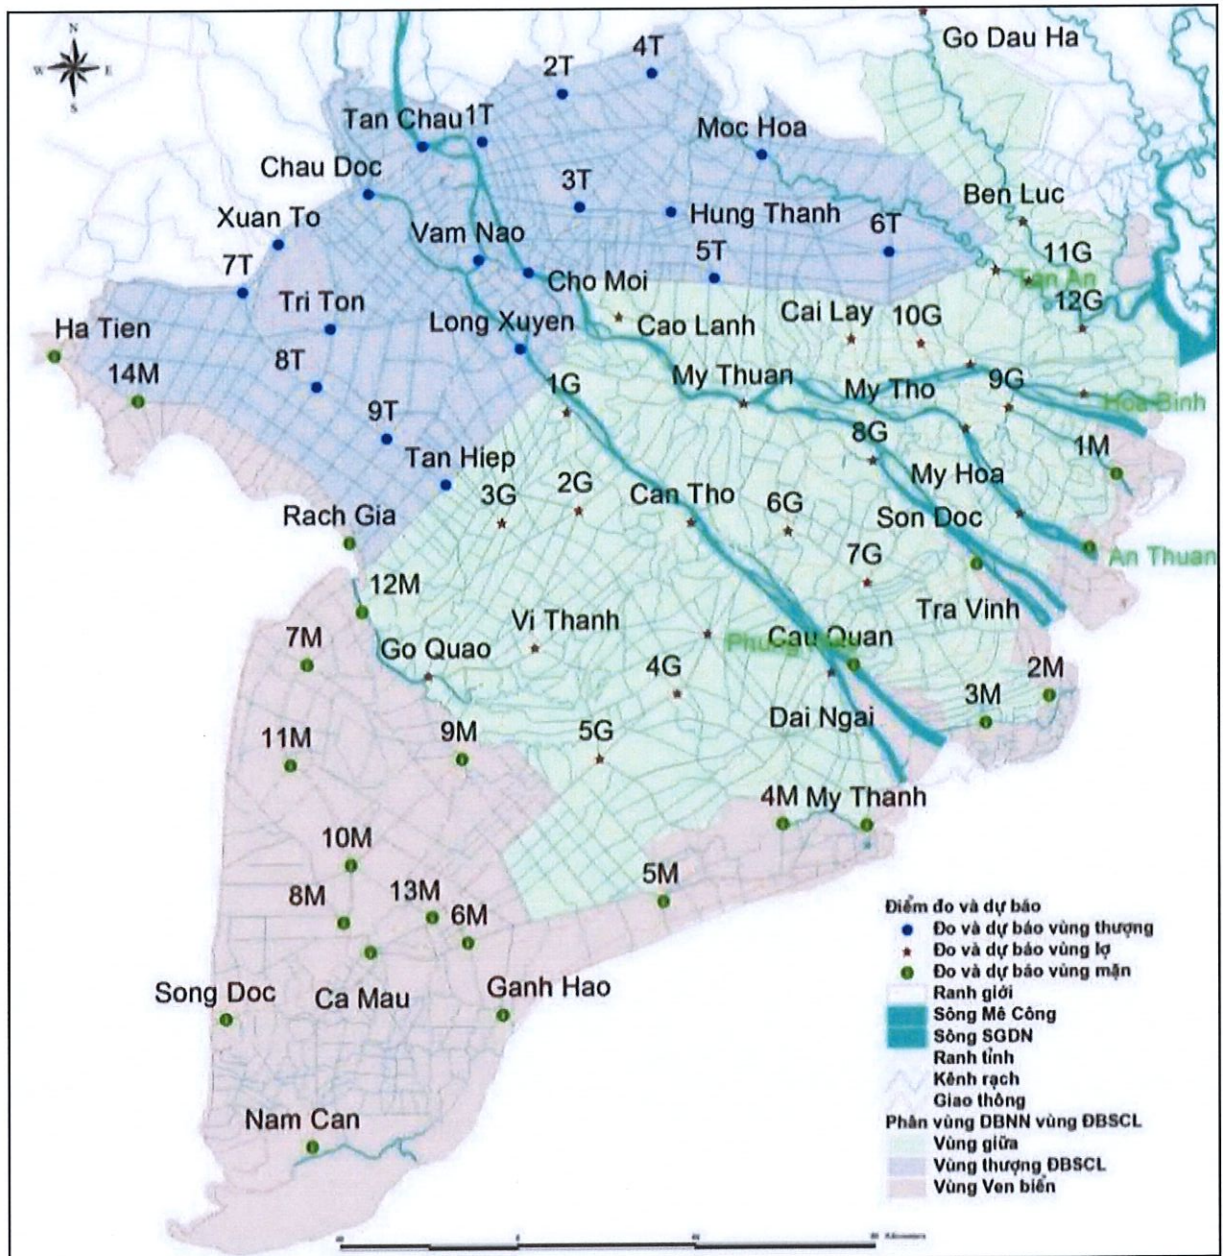 N
W
E
S
Go Dau Ha
4T
2T
Tan Chau
1T
Moc Hoa
Chau Doc
3T
Ben Luc
Xuan To
Hung Thanh
Vam Nao
6T
11G
5T
7T
Tan An
Cho Moi
Tri Ton
12G
Ha Tien
Long Xuyen
Cao Lanh
Cai Lay
10G
8T
14M
1G
My Thuan
My Tho
9G
Hoa Binh
9T
8G
1M
Tan Hiep
My Hoa
3G
2G
Can Tho
6G
Son Doc
Rach Gia
7G
An Thuan
12M
Vi Thanh
Tra Vinh
7M
Go Quao
Cau Quan
4G
2M
3M
11M
9M
5G
Dai Ngai
4M
My Thanh
10M
5M
8M
13M
6M
Song Doc
Ca Mau
Ganh Hao
Nam Can
Điểm đo và dự báo
Đo và dự báo vùng thượng
Đo và dự báo vùng lợ
Đo và dự báo vùng mặn
Ranh giới
Sông Mê Công
Sông SGDN
Ranh tỉnh
Kênh rạch
Giao thông
Phân vùng DBNN vùng ĐBSCL
Vùng giữa
Vùng thượng ĐBSCL
Vùng Ven biển